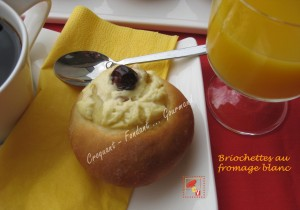 Croquant - Fondant .... Gourmand
Briochettes au
fromage blanc